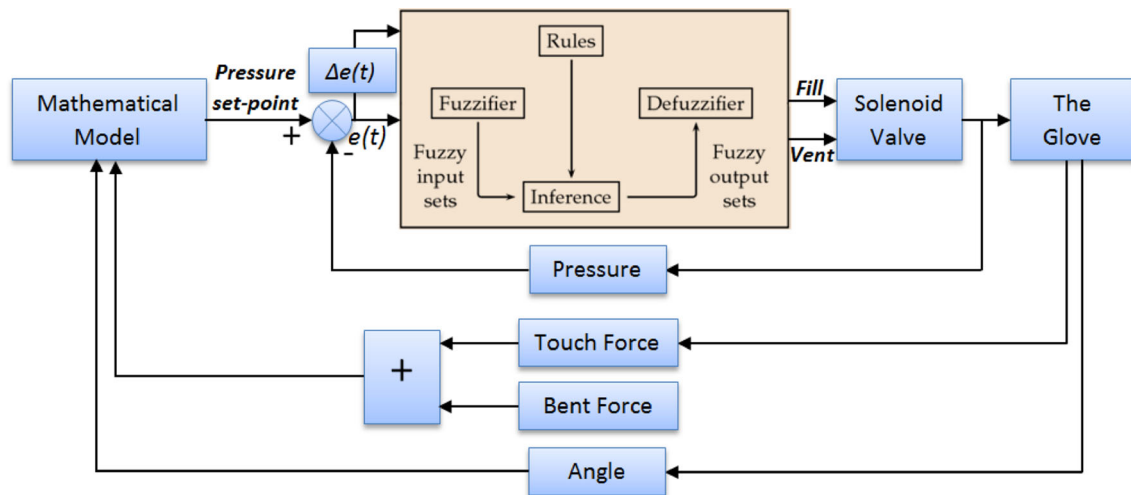 Rules
Δe(t)
Pressure
set-point
Mathematical
Model
+
-
e(t)
Fuzzifier
Defuzzifier
Fuzzy
input
sets
Fuzzy
output
sets
Inference
Fill
Vent
Solenoid
Valve
The
Glove
Pressure
Touch Force
+
Bent Force
Angle